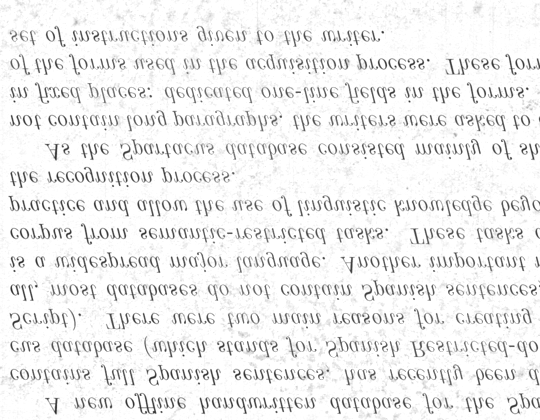 A new offline handwritten database for the Spa
contains full Spanish sentences, has recently been d
cus database (which stands for Spanish Restricted-do
Script). There were two main reasons for creating
all, most databases do not contain Spanish sentences,
is a widespread major language. Another important
corpus from semantic-restricted tasks. These tasks
practice and allow the use of linguistic knowledge beyo
the recognition process.
As the Spartacus database consisted mainly of sh
not contain long paragraphs, the writers were asked to
in fixed places: dedicated one-line fields in the forms.
of the forms used in the acquisition process. These for
set of instructions given to the writer.